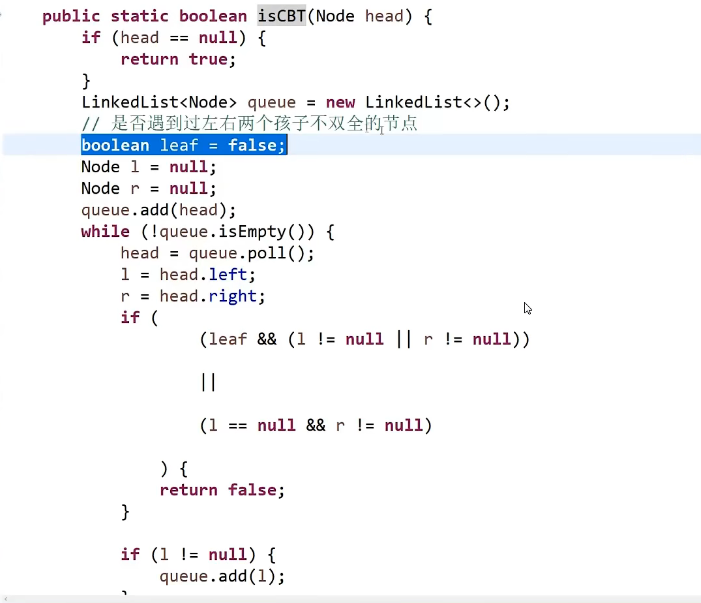 public static boolean isCBT(Node head) {
if (head == null) {
return true;
}
LinkedList<Node> queue = new LinkedList<>();
// 是否遇到过左右两个孩子不双全的节点
boolean leaf = false;
Node l = null;
Node r = null;
queue.add(head);
while (!queue.isEmpty()) {
head = queue.poll();
l = head.left;
r = head.right;
if (
(leaf && (l != null || r != null))
||
(l == null && r != null)
) {
return false;
}
if (l != null) {
queue.add(l);